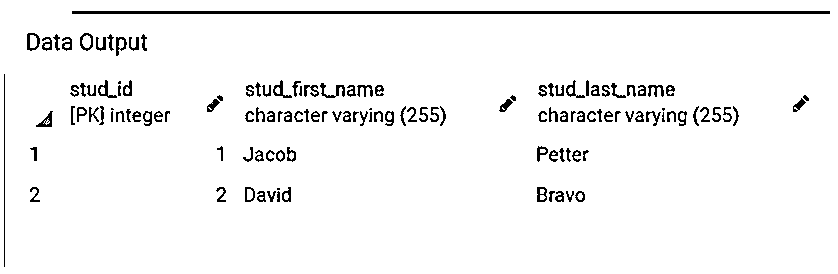 Data Output
stud_id stud_first_name stud_last_name
[PK] integer character varying (255) character varying (255)
1 1 Jacob Petter
2 2 David Bravo